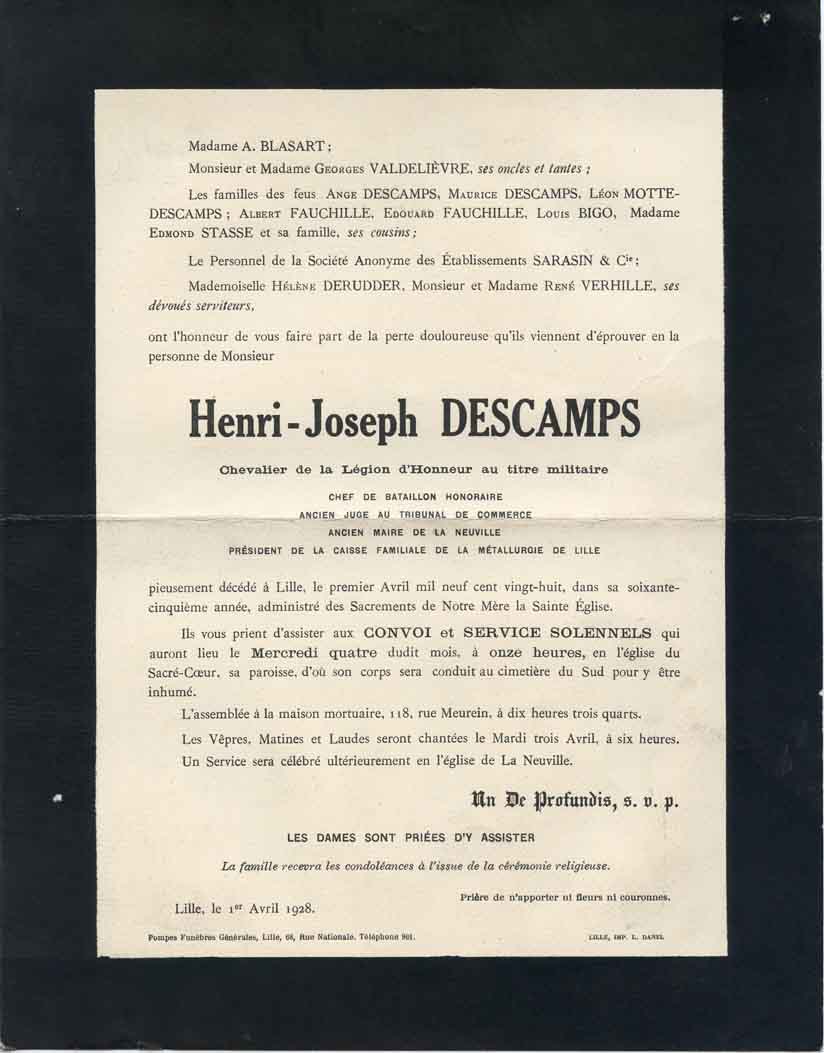 Madame A. BLASART ;
Monsieur et Madame GEORGES VALDELIÈVRE, ses oncles et tantes ;
Les familles des feus ANGE DESCAMPS, MAURICE DESCAMPS, LÉON MOTTE-
DESCAMPS ; ALBERT FAUCHILLE, EDOUARD FAUCHILLE, LOUIS BIGO, Madame
EDMOND STASSE et sa famille, ses cousins ;
Le Personnel de la Société Anonyme des Établissements SARASIN & Cie ;
Mademoiselle HÉLÈNE DERUDDER, Monsieur et Madame RENÉ VERHILLE, ses
dévoués serviteurs,
ont l'honneur de vous faire part de la perte douloureuse qu'ils viennent d'éprouver en la
personne de Monsieur
Henri-Joseph DESCAMPS
Chevalier de la Légion d'Honneur au titre militaire
CHEF DE BATAILLON HONORAIRE
ANCIEN JUGE AU TRIBUNAL DE COMMERCE
ANCIEN MAIRE DE LA NEUVILLE
PRÉSIDENT DE LA CAISSE FAMILIALE DE LA MÉTALLURGIE DE LILLE
pieusement décédé à Lille, le premier Avril mil neuf cent vingt-huit, dans sa soixante-
cinquième année, administré des Sacrements de Notre Mère la Sainte Église.
Ils vous prient d'assister aux CONVOI et SERVICE SOLENNELS qui
auront lieu le Mercredi quatre dudit mois, à onze heures, en l'église du
Sacré-Cœur, sa paroisse, d'où son corps sera conduit au cimetière du Sud pour y être
inhumé.
L'assemblée à la maison mortuaire, 118, rue Meurein, à dix heures trois quarts.
Les Vêpres, Matines et Laudes seront chantées le Mardi trois Avril, à six heures.
Un Service sera célébré ultérieurement en l'église de La Neuville.
Un De Profundis, s. v. p.
LES DAMES SONT PRIÉES D'Y ASSISTER
La famille recevra les condoléances à l'issue de la cérémonie religieuse.
Prière de n'apporter ni fleurs ni couronnes.
Lille, le 1er Avril 1928.
Pompes Funèbres Générales, Lille, 68, Rue Nationale. Téléphone 901.
LILLE, IMP. L. DANEL